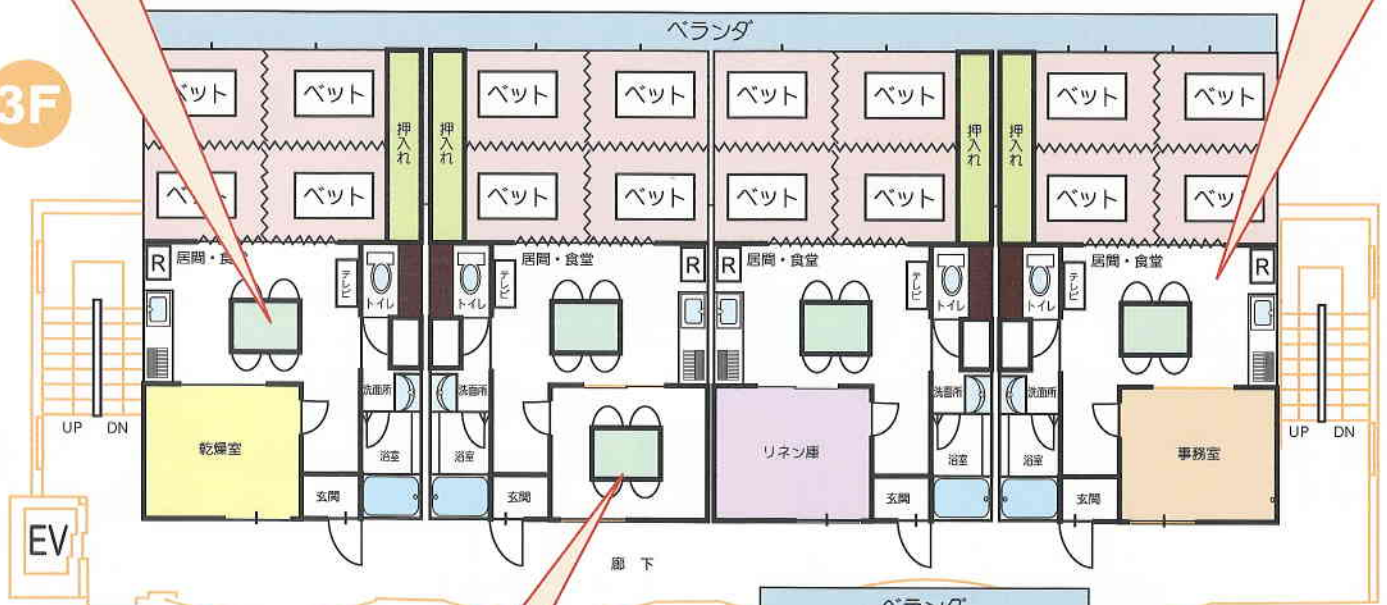 ベランダ
3F
ベット
ベット
ベット
ベット
ベット
ベット
ベット
ベット
押入れ
押入れ
押入れ
押入れ
ベット
ベット
ベット
ベット
ベット
ベッ
R
居間・食
テレビ
トイレ
トイレ
テレビ
居間・食堂
R
R
居間・食堂
テレビ
トイレ
トイレ
テレビ
居間・食堂
R
洗面所
洗面所
洗面所
洗面所
UP
DN
乾燥室
浴室
浴室
リネン庫
浴室
浴室
事務室
UP
DN
玄関
玄関
玄関
玄関
EV
廊下